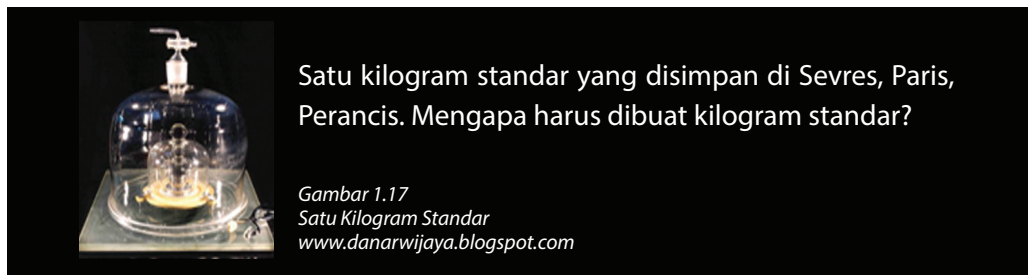 Satu kilogram standar yang disimpan di Sevres, Paris,
Perancis. Mengapa harus dibuat kilogram standar?
Gambar 1.17
Satu Kilogram Standar
www.danarwijaya.blogspot.com